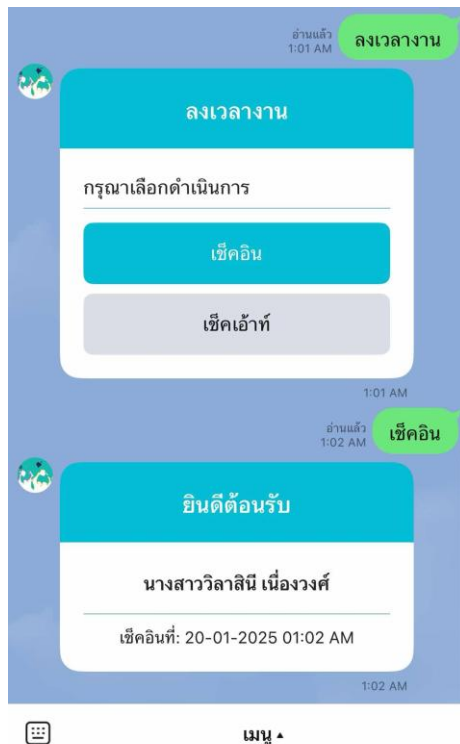 อ่านแล้ว
1:01 AM
ลงเวลางาน
ลงเวลางาน
กรุณาเลือกดำเนินการ
เช็คอิน
เช็คเอ้าท์
1:01 AM
อ่านแล้ว
1:02 AM
เช็คอิน
ยินดีต้อนรับ
นางสาววิลาสินี เนื่องวงศ์
เช็คอินที่: 20-01-2025 01:02 AM
1:02 AM
เมนู